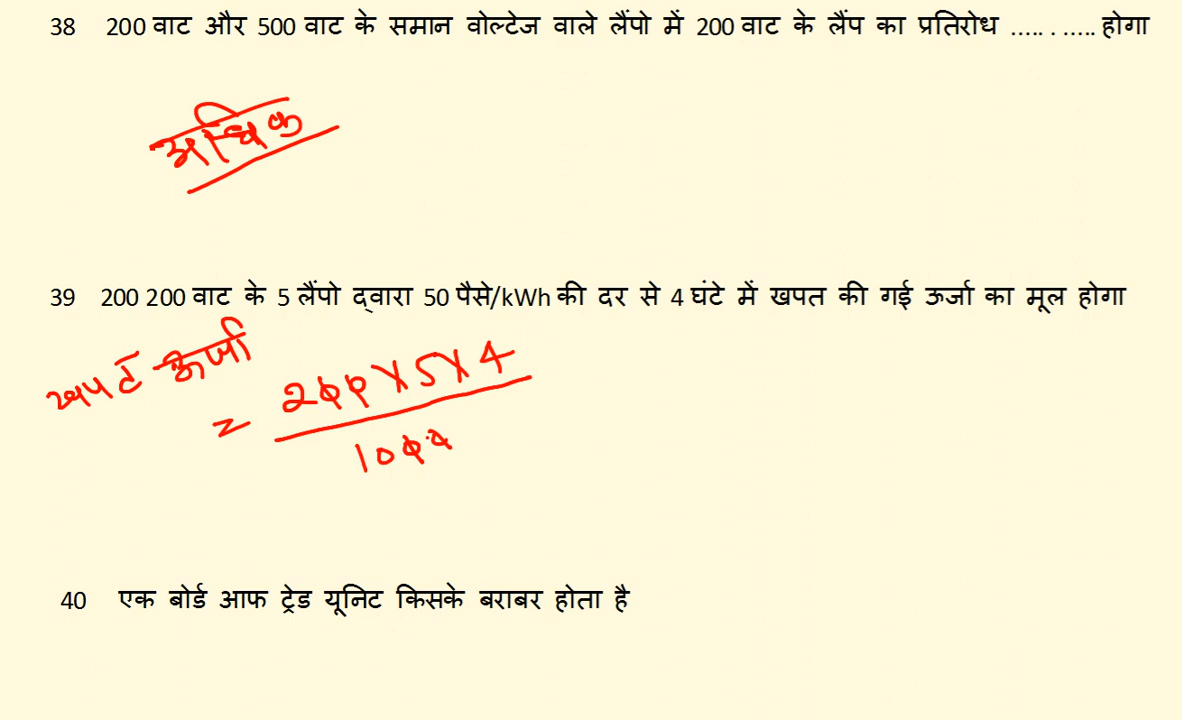 38 200 वाट और 500 वाट के समान वोल्टेज वाले लैंपो में 200 वाट के लैंप का प्रतिरोध ..... . ..... होगा
अधिक
39 200 200 वाट के 5 लैंपो द्वारा 50 पैसे/kWh की दर से 4 घंटे में खपत की गई ऊर्जा का मूल होगा
खपट ऊर्जा
= 200 X 5 X 4
1000
40 एक बोर्ड आफ ट्रेड यूनिट किसके बराबर होता है